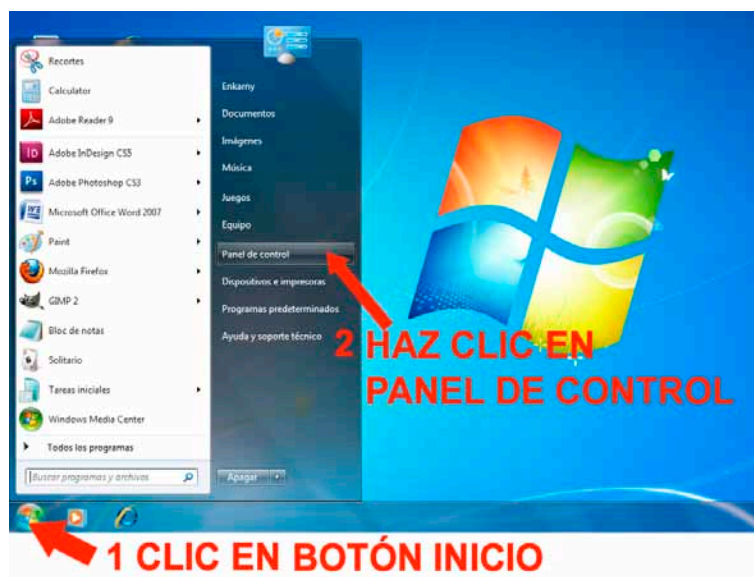 Recortes
Calculator
Adobe Reader 9
Adobe InDesign CS3
Adobe Photoshop CS3
Microsoft Office Word 2007
Paint
Mozilla Firefox
GIMP 2
Bloc de notas
Solitario
Tareas iniciales
Windows Media Center
Todos los programas
Buscar programas y archivos
Enkarny
Documentos
Imágenes
Música
Juegos
Equipo
Panel de control
Dispositivos e impresoras
Programas predeterminados
Ayuda y soporte técnico
Apagar
2 HAZ CLIC EN
PANEL DE CONTROL
1 CLIC EN BOTÓN INICIO